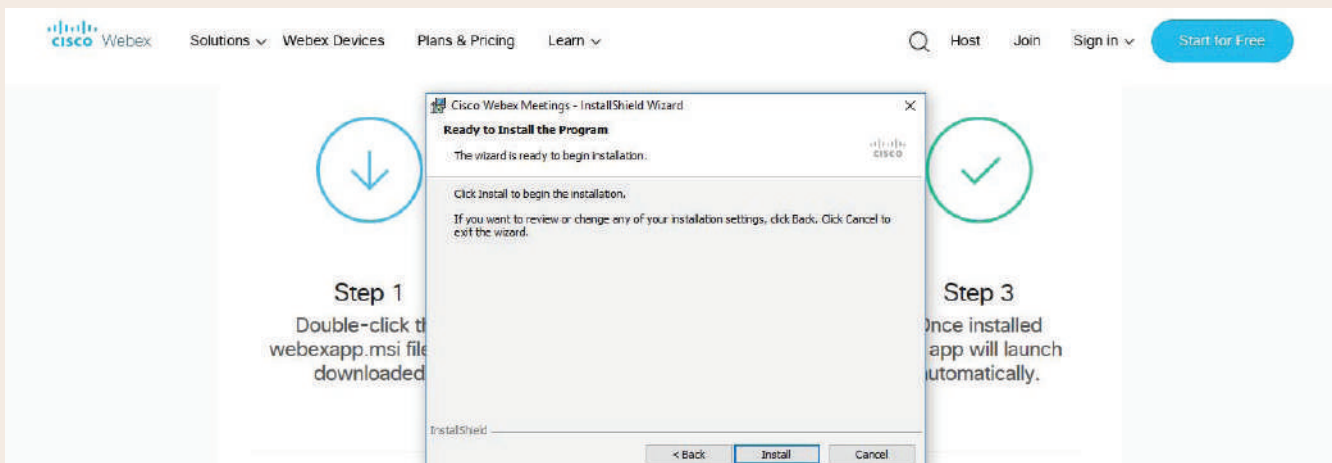 cisco Webex Solutions Webex Devices Plans & Pricing Learn Host Join Sign in Start for Free
Cisco Webex Meetings - InstallShield Wizard
Ready to Install the Program
The wizard is ready to begin installation.
cisco
Click Install to begin the installation.
If you want to review or change any of your installation settings, click Back. Click Cancel to
exit the wizard.
InstallShield
< Back Install Cancel
Step 1
Double-click
webexapp.msi file
downloaded
Step 3
Once installed
app will launch
automatically.